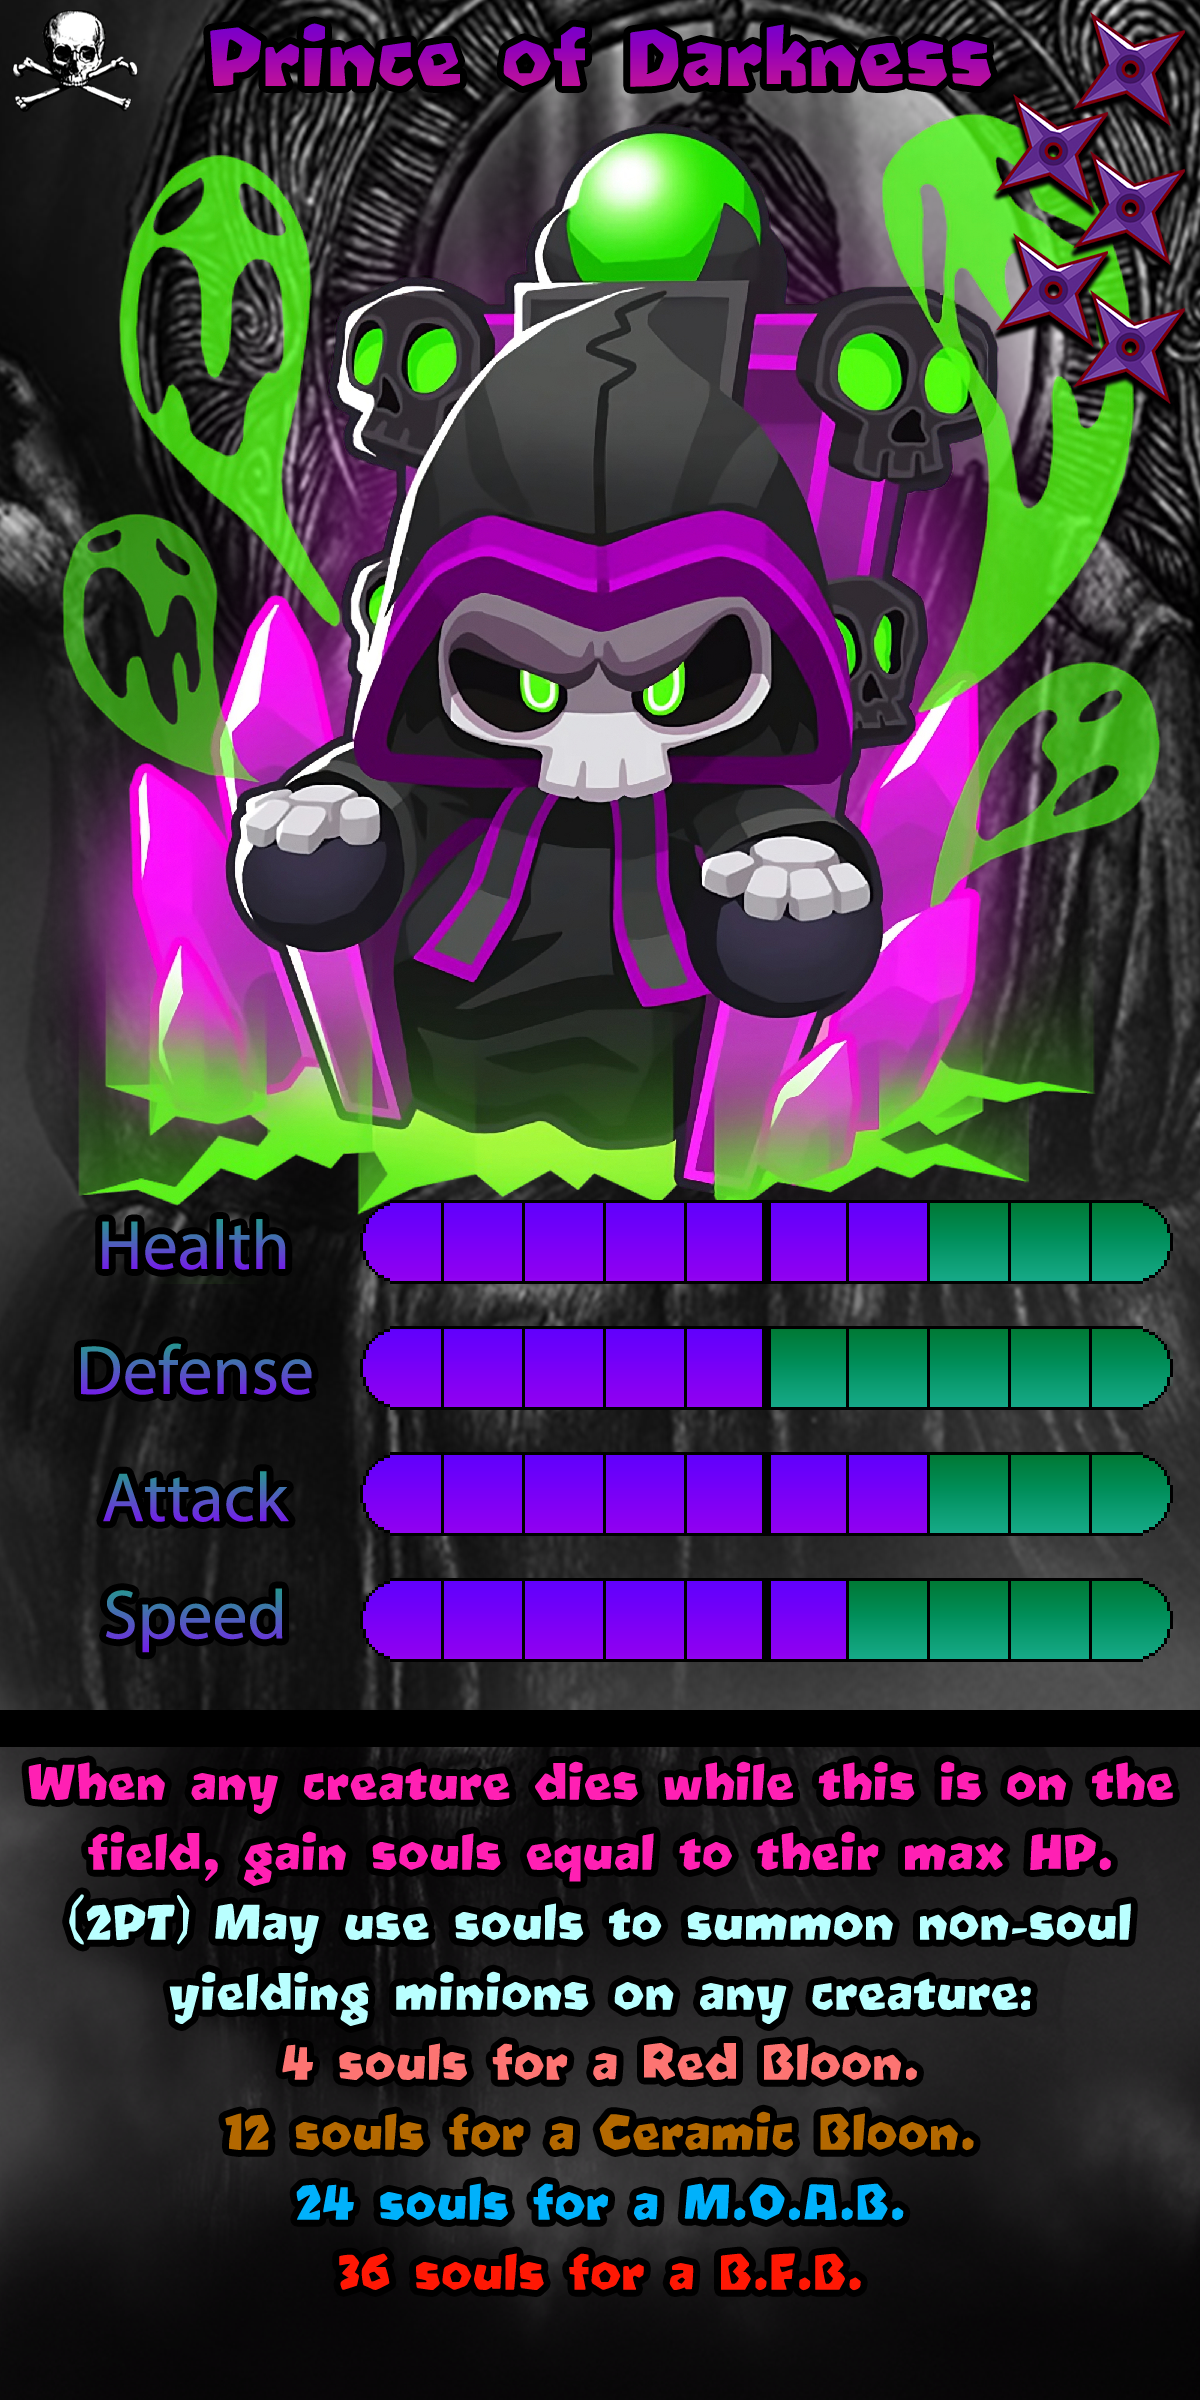 Prince of Darkness
Health
Defense
Attack
Speed
When any creature dies while this is on the
field, gain souls equal to their max HP.
(2PT) May use souls to summon non-soul
yielding minions on any creature:
4 souls for a Red Bloon.
12 souls for a Ceramic Bloon.
24 souls for a M.O.A.B.
36 souls for a B.F.B.